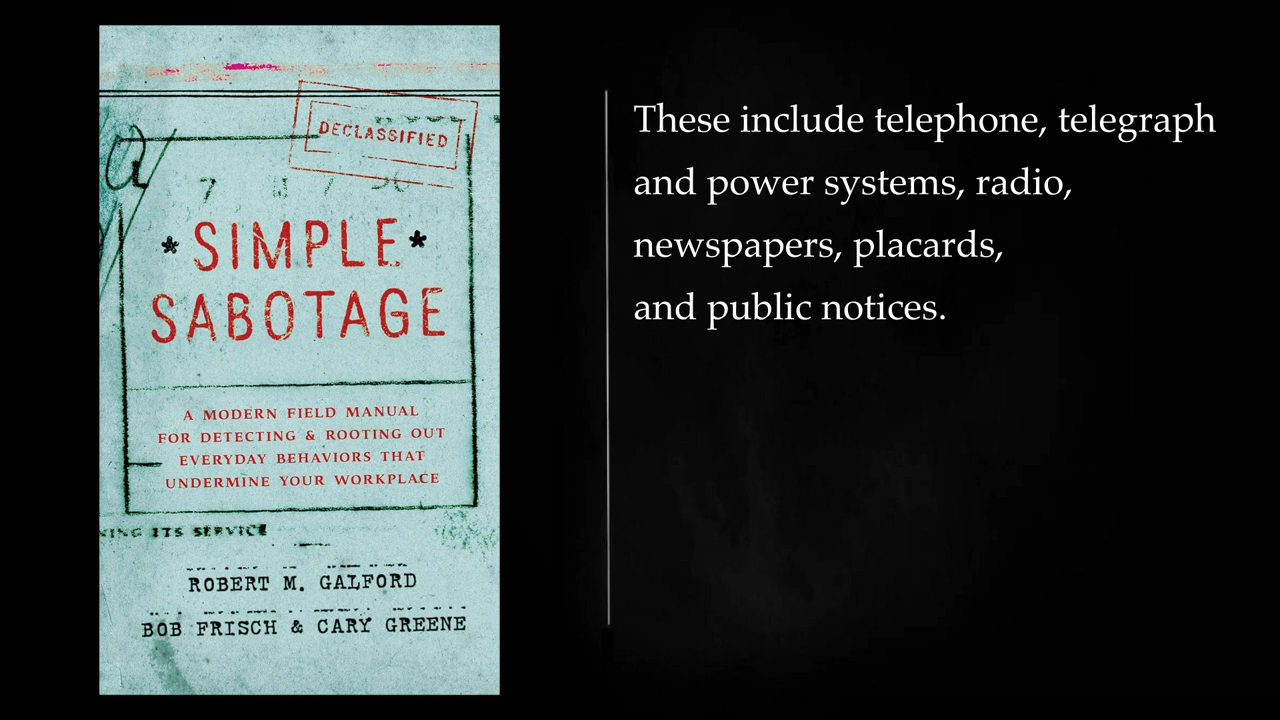 DECLASSIFIED
*SIMPLE*
SABOTAGE
A MODERN FIELD MANUAL
FOR DETECTING & ROOTING OUT
EVERYDAY BEHAVIORS THAT
UNDERMINE YOUR WORKPLACE
ITS SERVICE
ROBERT M. GALFORD
BOB FRISCH & CARY GREENE
These include telephone, telegraph
and power systems, radio,
newspapers, placards,
and public notices.